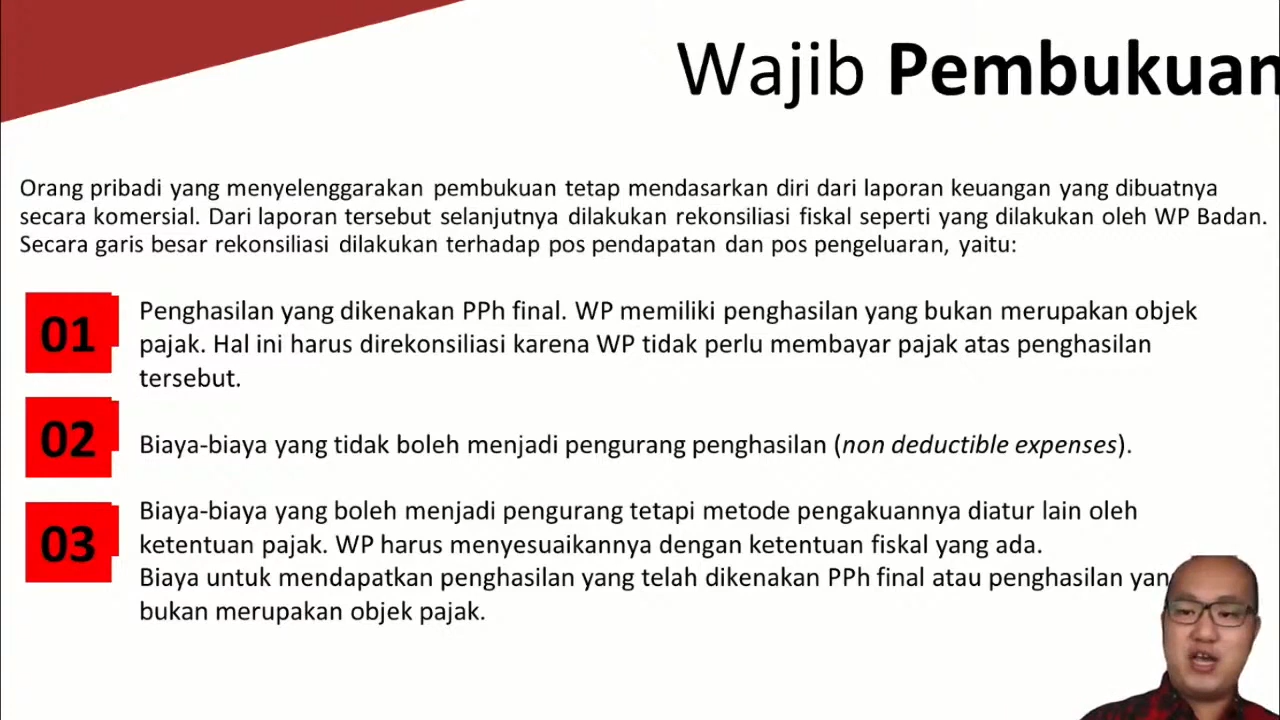 Wajib Pembukuan
Orang pribadi yang menyelenggarakan pembukuan tetap mendasarkan diri dari laporan keuangan yang dibuatnya
secara komersial. Dari laporan tersebut selanjutnya dilakukan rekonsiliasi fiskal seperti yang dilakukan oleh WP Badan.
Secara garis besar rekonsiliasi dilakukan terhadap pos pendapatan dan pos pengeluaran, yaitu:
01
Penghasilan yang dikenakan PPh final. WP memiliki penghasilan yang bukan merupakan objek
pajak. Hal ini harus direkonsiliasi karena WP tidak perlu membayar pajak atas penghasilan
tersebut.
02
Biaya-biaya yang tidak boleh menjadi pengurang penghasilan (non deductible expenses).
03
Biaya-biaya yang boleh menjadi pengurang tetapi metode pengakuannya diatur lain oleh
ketentuan pajak. WP harus menyesuaikannya dengan ketentuan fiskal yang ada.
Biaya untuk mendapatkan penghasilan yang telah dikenakan PPh final atau penghasilan yan
bukan merupakan objek pajak.